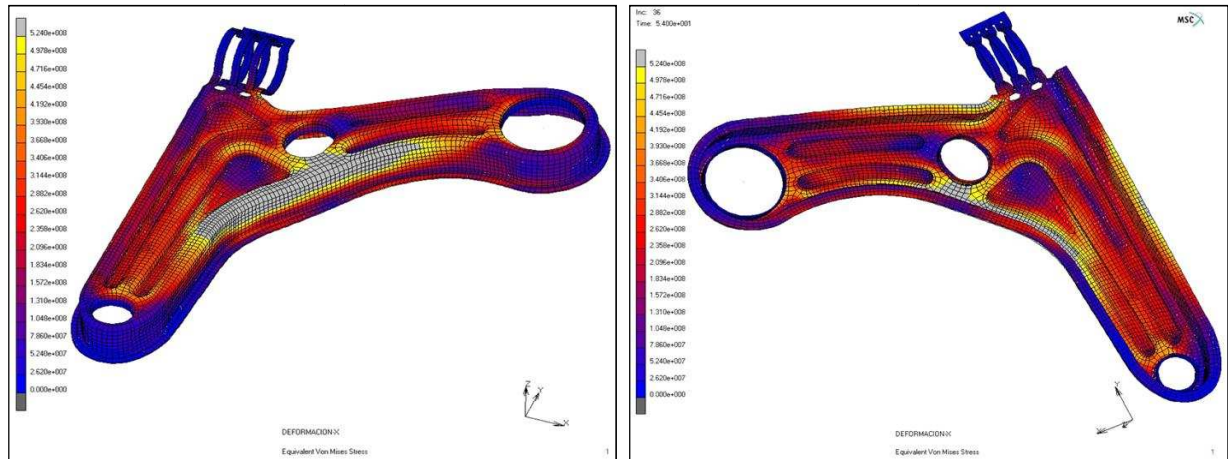 5.240e+008
4.978e+008
4.716e+008
4.454e+008
4.192e+008
3.930e+008
3.668e+008
3.406e+008
3.144e+008
2.882e+008
2.620e+008
2.358e+008
2.096e+008
1.834e+008
1.572e+008
1.310e+008
1.048e+008
7.860e+007
5.240e+007
2.620e+007
0.000e+000
Z
Y
X
DEFORMACION-X
Equivalent Von Mises Stress
1
Inc: 36
Time: 5.400e+001
MSC
5.240e+008
4.978e+008
4.716e+008
4.454e+008
4.192e+008
3.930e+008
3.668e+008
3.406e+008
3.144e+008
2.882e+008
2.620e+008
2.358e+008
2.096e+008
1.834e+008
1.572e+008
1.310e+008
1.048e+008
7.860e+007
5.240e+007
2.620e+007
0.000e+000
Y
X
Z
DEFORMACION-X
Equivalent Von Mises Stress
1